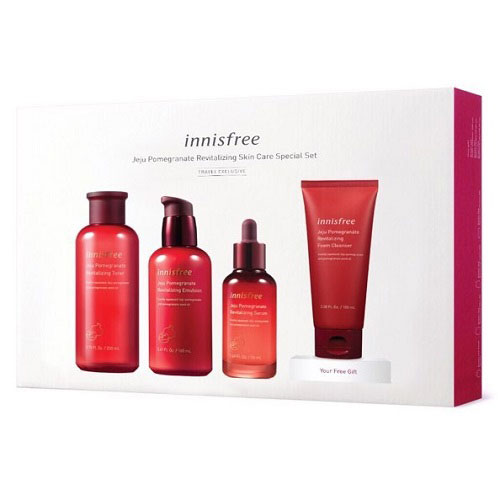 innisfree
Jeju Pomegranate Revitalizing Skin Care Special Set
TRAVEL EXCLUSIVE
innisfree
Jeju Pomegranate
Revitalizing Toner
innisfree
Jeju Pomegranate
Revitalizing Emulsion
innisfree
Jeju Pomegranate
Revitalizing Serum
innisfree
Jeju Pomegranate
Revitalizing
Foam Cleanser
Your Free Gift